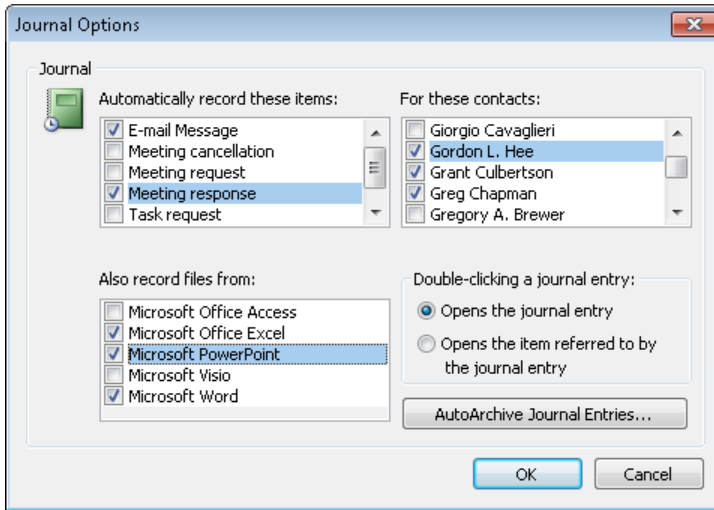 Journal Options
Journal
Automatically record these items:
E-mail Message
Meeting cancellation
Meeting request
Meeting response
Task request
For these contacts:
Giorgio Cavaglieri
Gordon L. Hee
Grant Culbertson
Greg Chapman
Gregory A. Brewer
Also record files from:
Microsoft Office Access
Microsoft Office Excel
Microsoft PowerPoint
Microsoft Visio
Microsoft Word
Double-clicking a journal entry:
Opens the journal entry
Opens the item referred to by
the journal entry
AutoArchive Journal Entries...
OK
Cancel